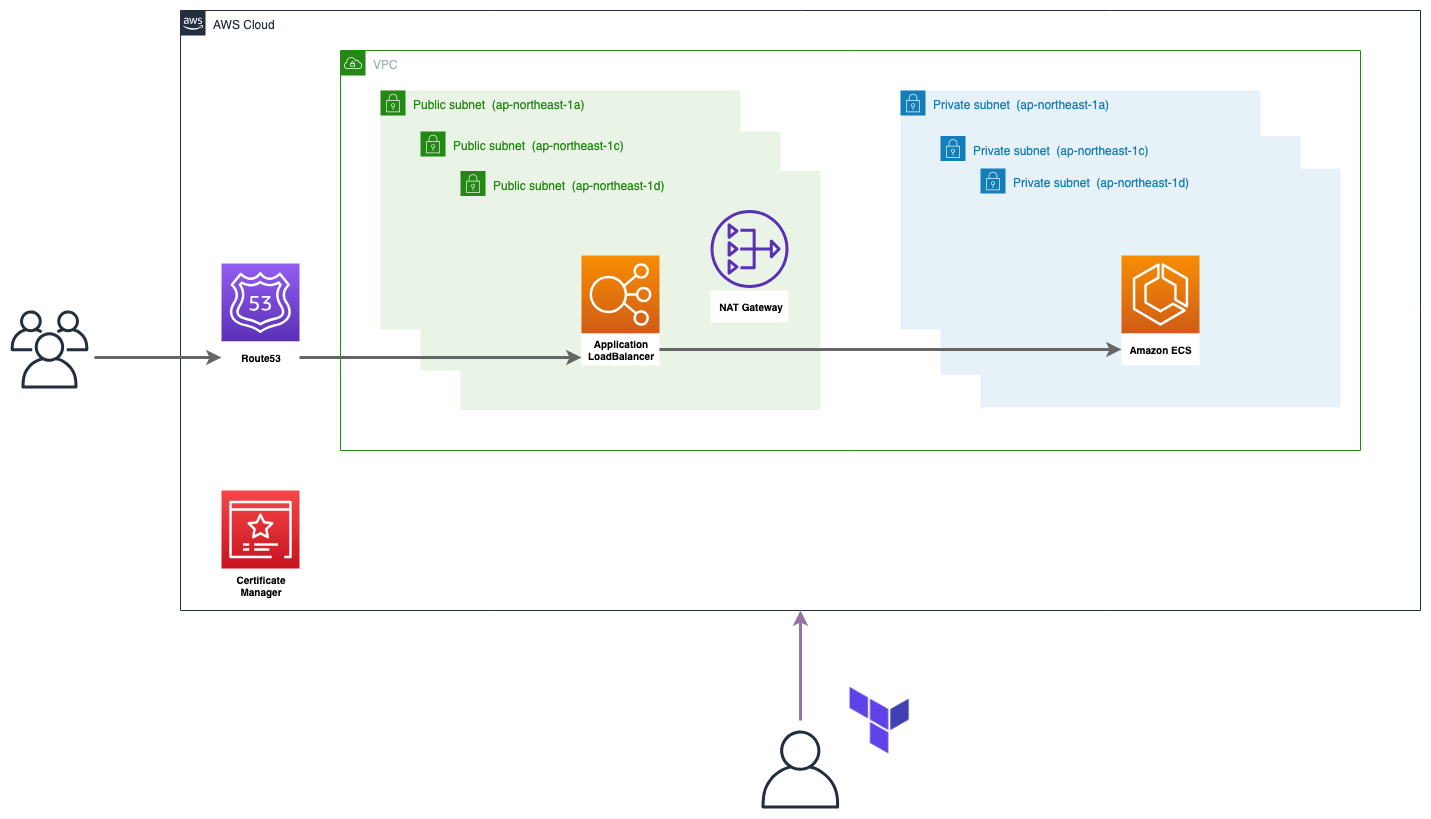 aws
AWS Cloud
VPC
Public subnet (ap-northeast-1a)
Public subnet (ap-northeast-1c)
Public subnet (ap-northeast-1d)
Private subnet (ap-northeast-1a)
Private subnet (ap-northeast-1c)
Private subnet (ap-northeast-1d)
53
Route53
Application
LoadBalancer
NAT Gateway
Amazon ECS
Certificate
Manager